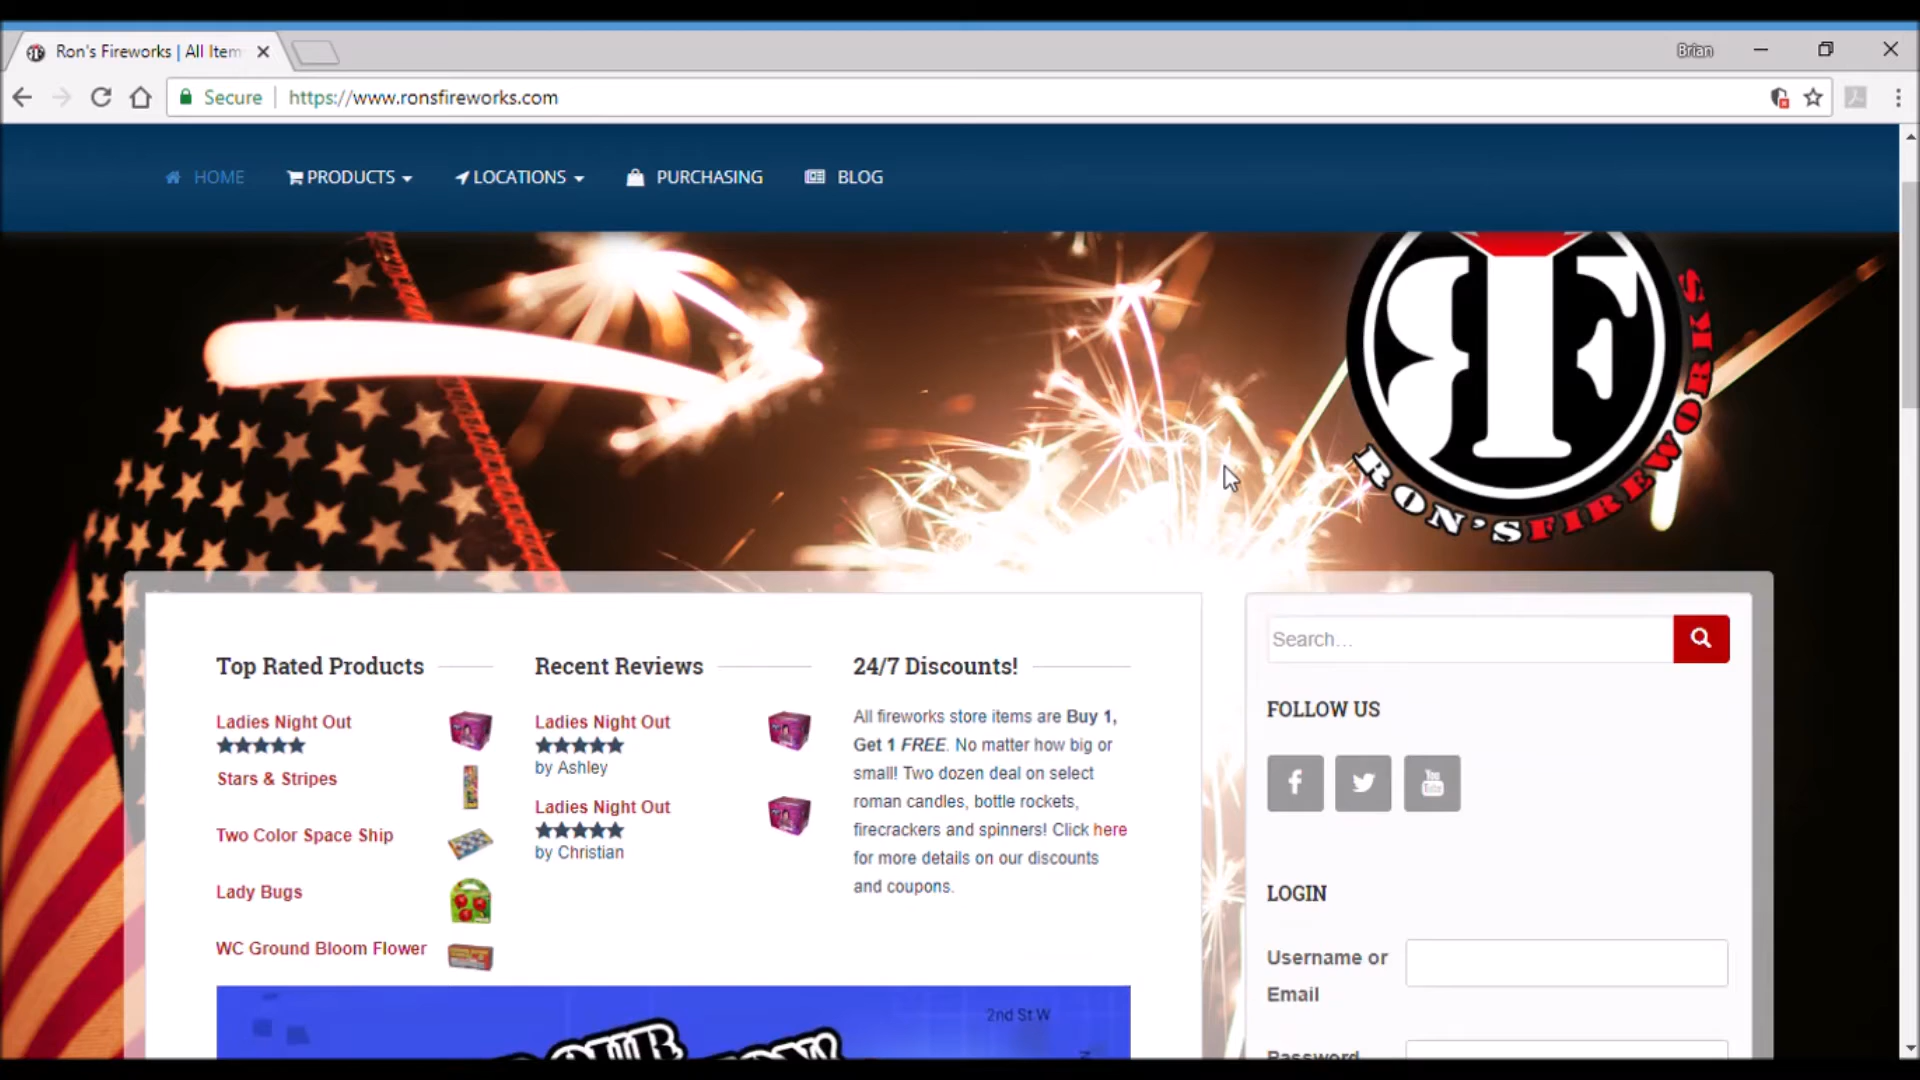 Ron's Fireworks | All Item
Brian
Secure
https://www.ronsfireworks.com
HOME
PRODUCTS
LOCATIONS
PURCHASING
BLOG
RF
RON'S FIREWORKS
Top Rated Products
Ladies Night Out
Stars & Stripes
Two Color Space Ship
Lady Bugs
WC Ground Bloom Flower
Recent Reviews
Ladies Night Out
by Ashley
Ladies Night Out
by Christian
24/7 Discounts!
All fireworks store items are Buy 1,
Get 1 FREE. No matter how big or
small! Two dozen deal on select
roman candles, bottle rockets,
firecrackers and spinners! Click here
for more details on our discounts
and coupons.
2nd St W
Search...
FOLLOW US
You
Tube
LOGIN
Username or
Email
Password